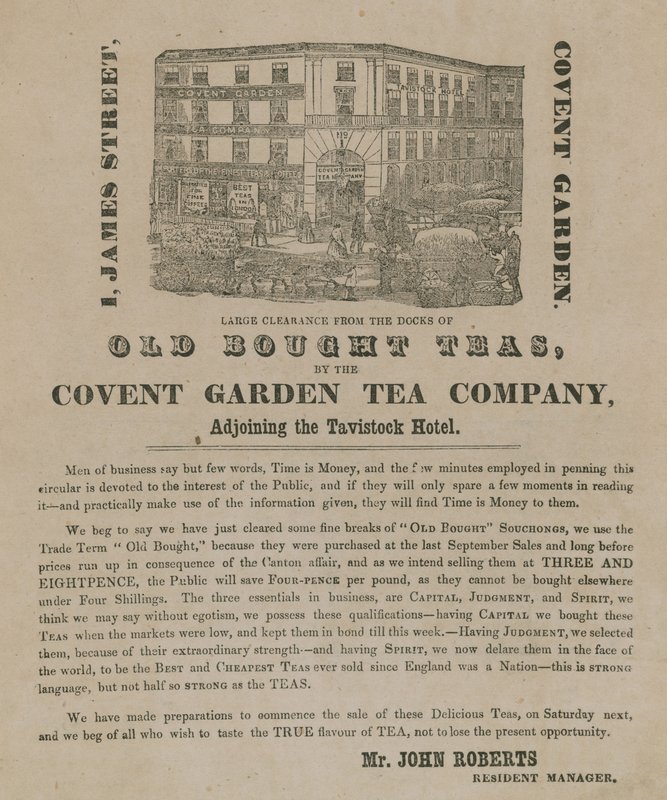 1, JAMES STREET,
COVENT GARDEN
TEA COMPANY
TAVISTOCK HOTEL
No
1
COVENT GARDEN
TEA COMPANY
BEST
TEAS
IN
LONDON
FINE
COFFEES
COVENT GARDEN.
LARGE CLEARANCE FROM THE DOCKS OF
OLD BOUGHT TEAS,
BY THE
COVENT GARDEN TEA COMPANY,
Adjoining the Tavistock Hotel.
Men of business say but few words, Time is Money, and the few minutes employed in penning this
circular is devoted to the interest of the Public, and if they will only spare a few moments in reading
it—and practically make use of the information given, they will find Time is Money to them.
We beg to say we have just cleared some fine breaks of "OLD BOUGHT" SOUCHONGS, we use the
Trade Term " Old Bought," because they were purchased at the last September Sales and long before
prices run up in consequence of the Canton affair, and as we intend selling them at THREE AND
EIGHTPENCE, the Public will save FOUR-PENCE per pound, as they cannot be bought elsewhere
under Four Shillings. The three essentials in business, are CAPITAL, JUDGMENT, and SPIRIT, we
think we may say without egotism, we possess these qualifications—having CAPITAL we bought these
TEAS when the markets were low, and kept them in bond till this week.—Having JUDGMENT, we selected
them, because of their extraordinary strength—and having SPIRIT, we now delare them in the face of
the world, to be the BEST and CHEAPEST TEAS ever sold since England was a Nation—this is STRONG
language, but not half so STRONG as the TEAS.
We have made preparations to commence the sale of these Delicious Teas, on Saturday next,
and we beg of all who wish to taste the TRUE flavour of TEA, not to lose the present opportunity.
Mr. JOHN ROBERTS
RESIDENT MANAGER.